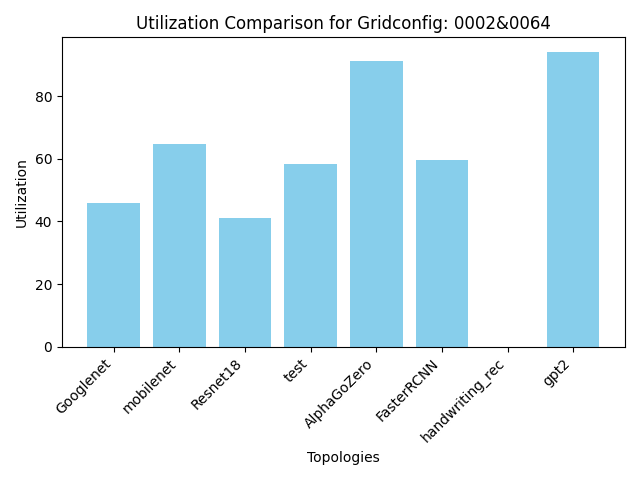 Utilization Comparison for Gridconfig: 0002&0064
Utilization
80
60
40
20
0
Googlenet
mobilenet
Resnet18
test
AlphaGoZero
FasterRCNN
handwriting_rec
gpt2
Topologies